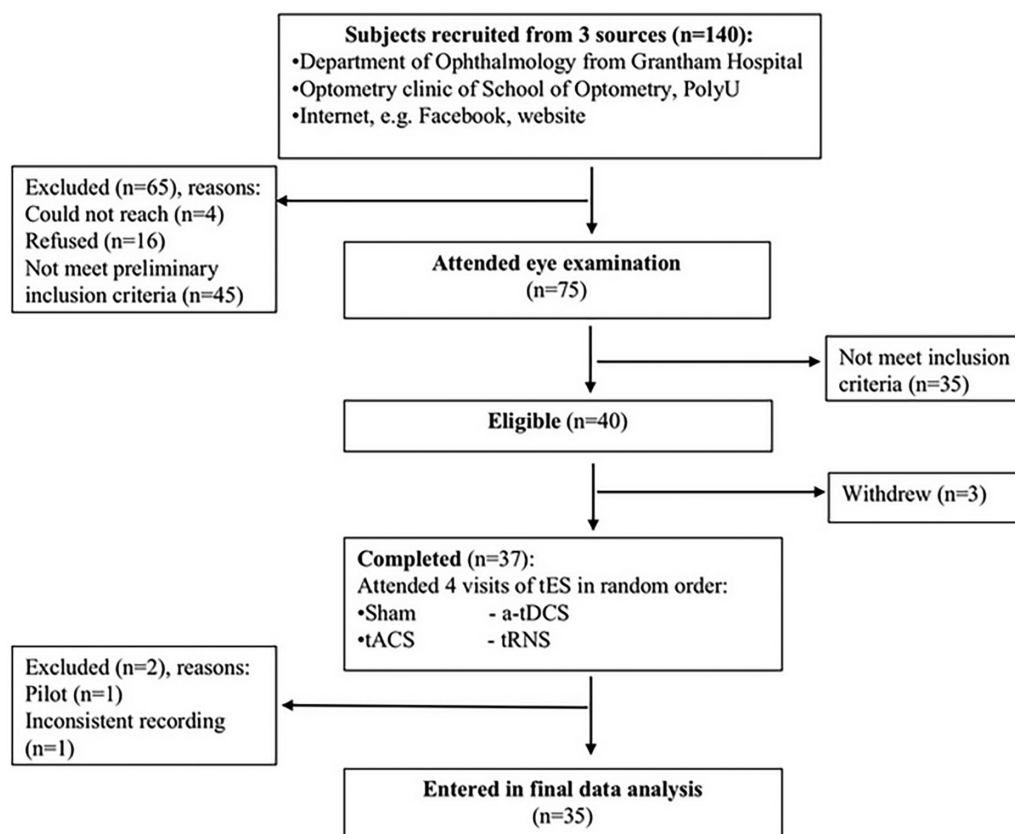 Subjects recruited from 3 sources (n=140):
•Department of Ophthalmology from Grantham Hospital
•Optometry clinic of School of Optometry, PolyU
•Internet, e.g. Facebook, website
Excluded (n=65), reasons:
Could not reach (n=4)
Refused (n=16)
Not meet preliminary
inclusion criteria (n=45)
Attended eye examination
(n=75)
Not meet inclusion
criteria (n=35)
Eligible (n=40)
Withdrew (n=3)
Completed (n=37):
Attended 4 visits of tES in random order:
•Sham - a-tDCS
•tACS - tRNS
Excluded (n=2), reasons:
Pilot (n=1)
Inconsistent recording
(n=1)
Entered in final data analysis
(n=35)